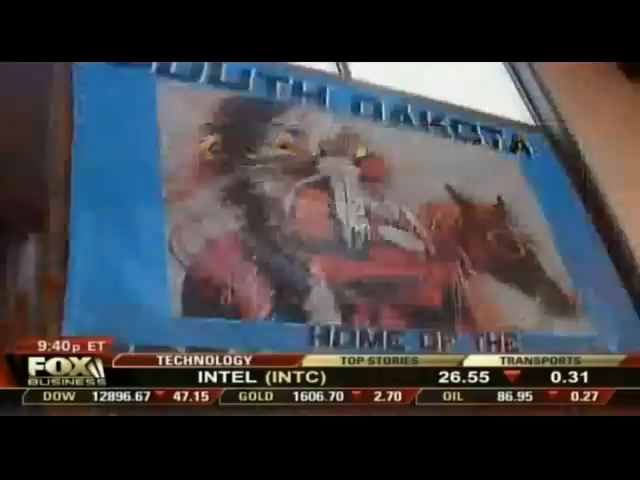 SOUTH DAKOTA
HOME OF THE
9:40p ET
FOX
BUSINESS
TECHNOLOGY TOP STORIES TRANSPORTS
INTEL (INTC) 26.55 0.31
DOW 12896.67 47.15 GOLD 1606.70 2.70 OIL 86.95 0.27